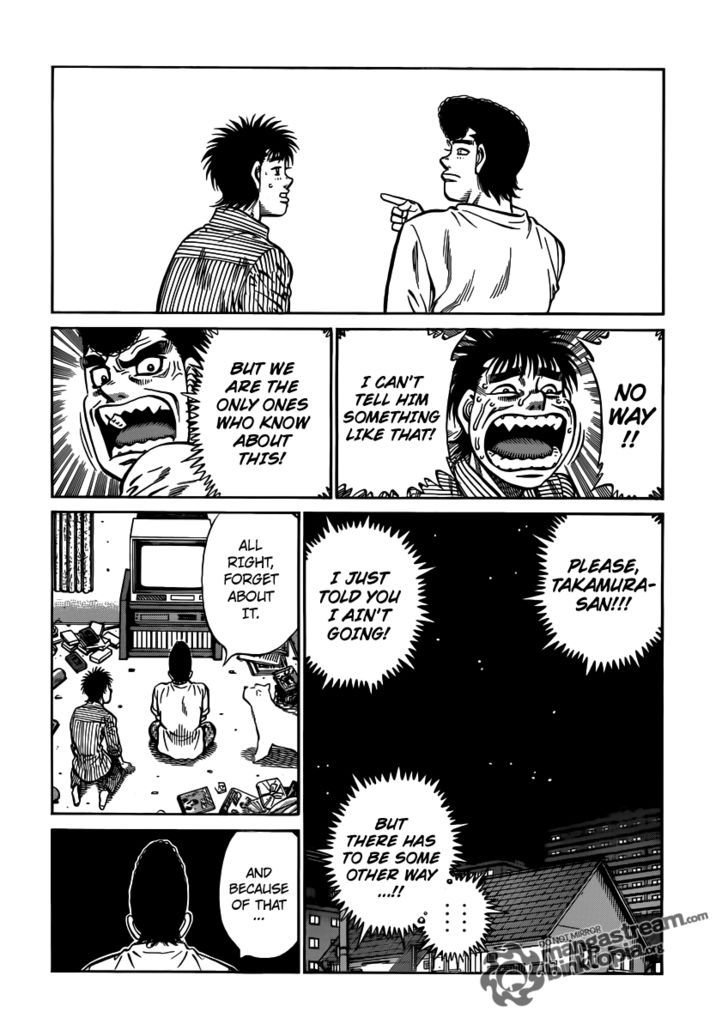 NO
WAY
!!
I CAN'T
TELL HIM
SOMETHING
LIKE THAT!
BUT WE
ARE THE
ONLY ONES
WHO KNOW
ABOUT
THIS!
PLEASE,
TAKAMURA-
SAN!!!
I JUST
TOLD YOU
I AIN'T
GOING!
BUT
THERE HAS
TO BE SOME
OTHER WAY
...!!
ALL
RIGHT,
FORGET
ABOUT
IT.
AND
BECAUSE
OF THAT
...
DO NOT MIRROR
mangastream.com
binktopia.org